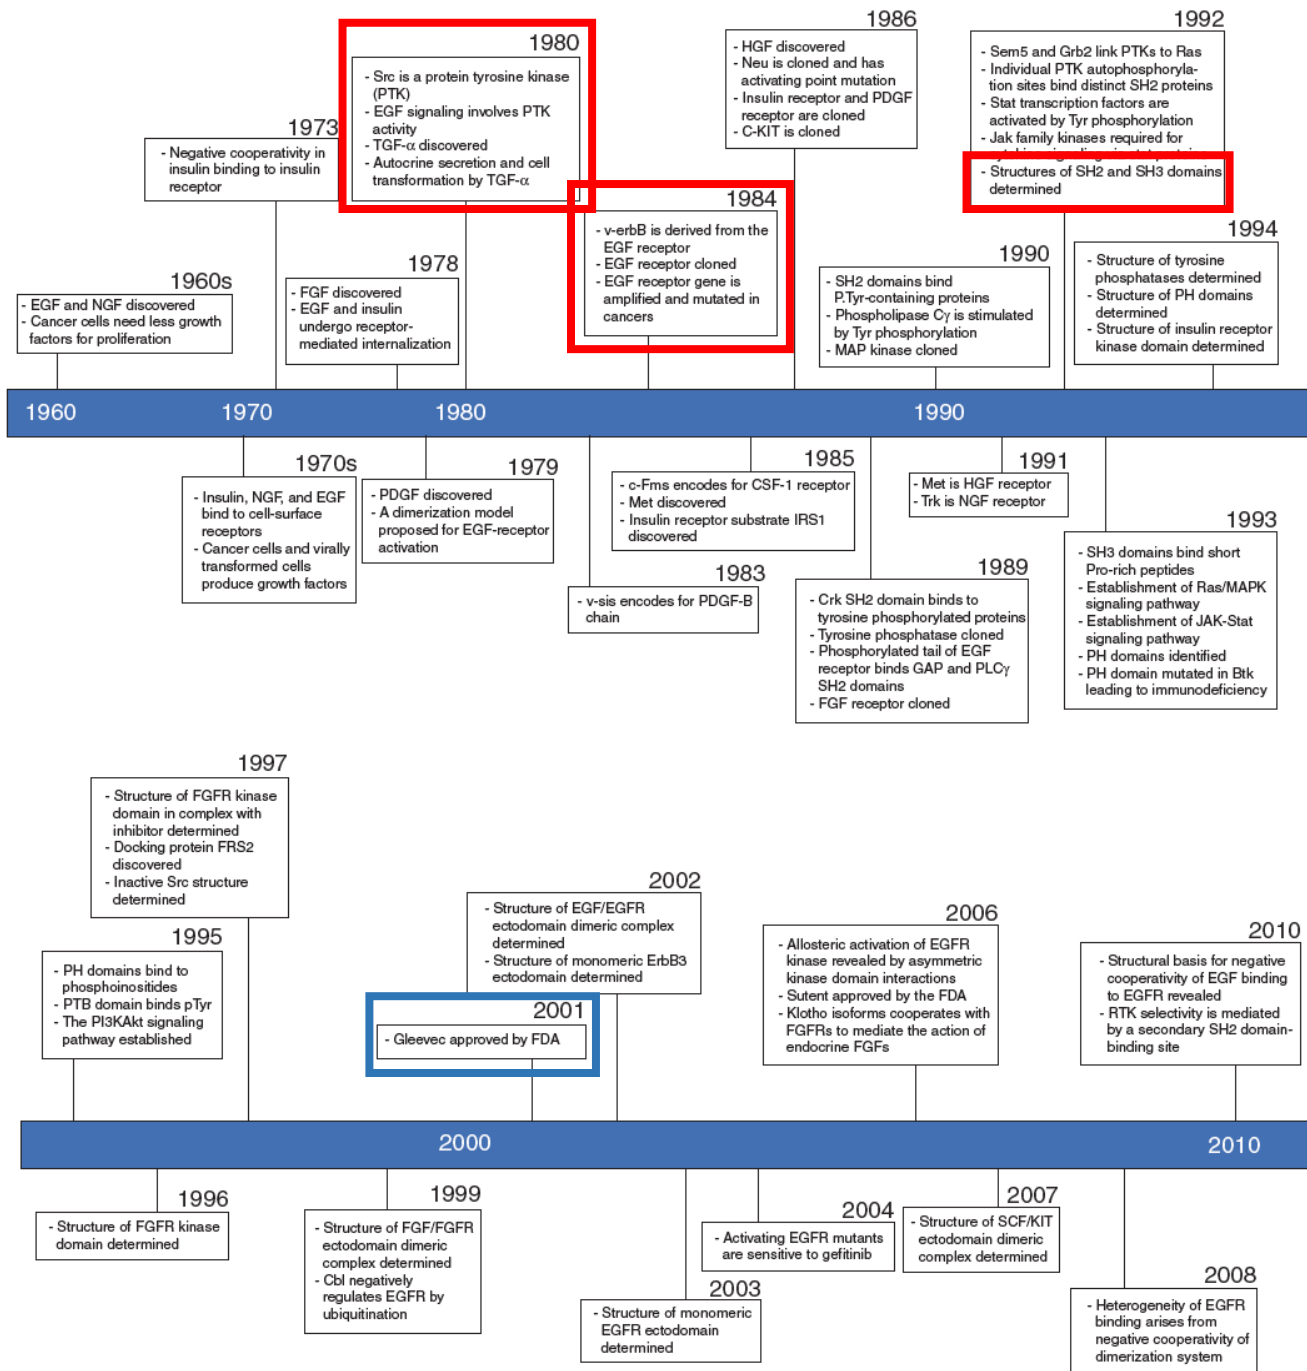 1980
- Src is a protein tyrosine kinase
(PTK)
- EGF signaling involves PTK
activity
- TGF-α discovered
- Autocrine secretion and cell
transformation by TGF-α
1986
- HGF discovered
- Neu is cloned and has
activating point mutation
- Insulin receptor and PDGF
receptor are cloned
- C-KIT is cloned
1992
- Sem5 and Grb2 link PTKs to Ras
- Individual PTK autophosphoryla-
tion sites bind distinct SH2 proteins
- Stat transcription factors are
activated by Tyr phosphorylation
- Jak family kinases required for
- Structures of SH2 and SH3 domains
determined
1973
- Negative cooperativity in
insulin binding to insulin
receptor
1984
- v-erbB is derived from the
EGF receptor
- EGF receptor cloned
- EGF receptor gene is
amplified and mutated in
cancers
1960s
- EGF and NGF discovered
- Cancer cells need less growth
factors for proliferation
1978
- FGF discovered
- EGF and insulin
undergo receptor-
mediated internalization
1990
- SH2 domains bind
P.Tyr-containing proteins
- Phospholipase Cγ is stimulated
by Tyr phosphorylation
- MAP kinase cloned
1994
- Structure of tyrosine
phosphatases determined
- Structure of PH domains
determined
- Structure of insulin receptor
kinase domain determined
1960 1970 1980 1990
1970s
- Insulin, NGF, and EGF
bind to cell-surface
receptors
- Cancer cells and virally
transformed cells
produce growth factors
1979
- PDGF discovered
- A dimerization model
proposed for EGF-receptor
activation
1983
- v-sis encodes for PDGF-B
chain
1985
- c-Fms encodes for CSF-1 receptor
- Met discovered
- Insulin receptor substrate IRS1
discovered
1989
- Crk SH2 domain binds to
tyrosine phosphorylated proteins
- Tyrosine phosphatase cloned
- Phosphorylated tail of EGF
receptor binds GAP and PLCγ
SH2 domains
- FGF receptor cloned
1991
- Met is HGF receptor
- Trk is NGF receptor
1993
- SH3 domains bind short
Pro-rich peptides
- Establishment of Ras/MAPK
signaling pathway
- Establishment of JAK-Stat
signaling pathway
- PH domains identified
- PH domain mutated in Btk
leading to immunodeficiency
1997
- Structure of FGFR kinase
domain in complex with
inhibitor determined
- Docking protein FRS2
discovered
- Inactive Src structure
determined
1995
- PH domains bind to
phosphoinositides
- PTB domain binds pTyr
- The PI3KAkt signaling
pathway established
2002
- Structure of EGF/EGFR
ectodomain dimeric complex
determined
- Structure of monomeric ErbB3
ectodomain determined
2001
- Gleevec approved by FDA
2006
- Allosteric activation of EGFR
kinase revealed by asymmetric
kinase domain interactions
- Sutent approved by the FDA
- Klotho isoforms cooperates with
FGFRs to mediate the action of
endocrine FGFs
2010
- Structural basis for negative
cooperativity of EGF binding
to EGFR revealed
- RTK selectivity is mediated
by a secondary SH2 domain-
binding site
2000 2010
1996
- Structure of FGFR kinase
domain determined
1999
- Structure of FGF/FGFR
ectodomain dimeric
complex determined
- Cbl negatively
regulates EGFR by
ubiquitination
2003
- Structure of monomeric
EGFR ectodomain
determined
2004
- Activating EGFR mutants
are sensitive to gefitinib
2007
- Structure of SCF/KIT
ectodomain dimeric
complex determined
2008
- Heterogeneity of EGFR
binding arises from
negative cooperativity of
dimerization system